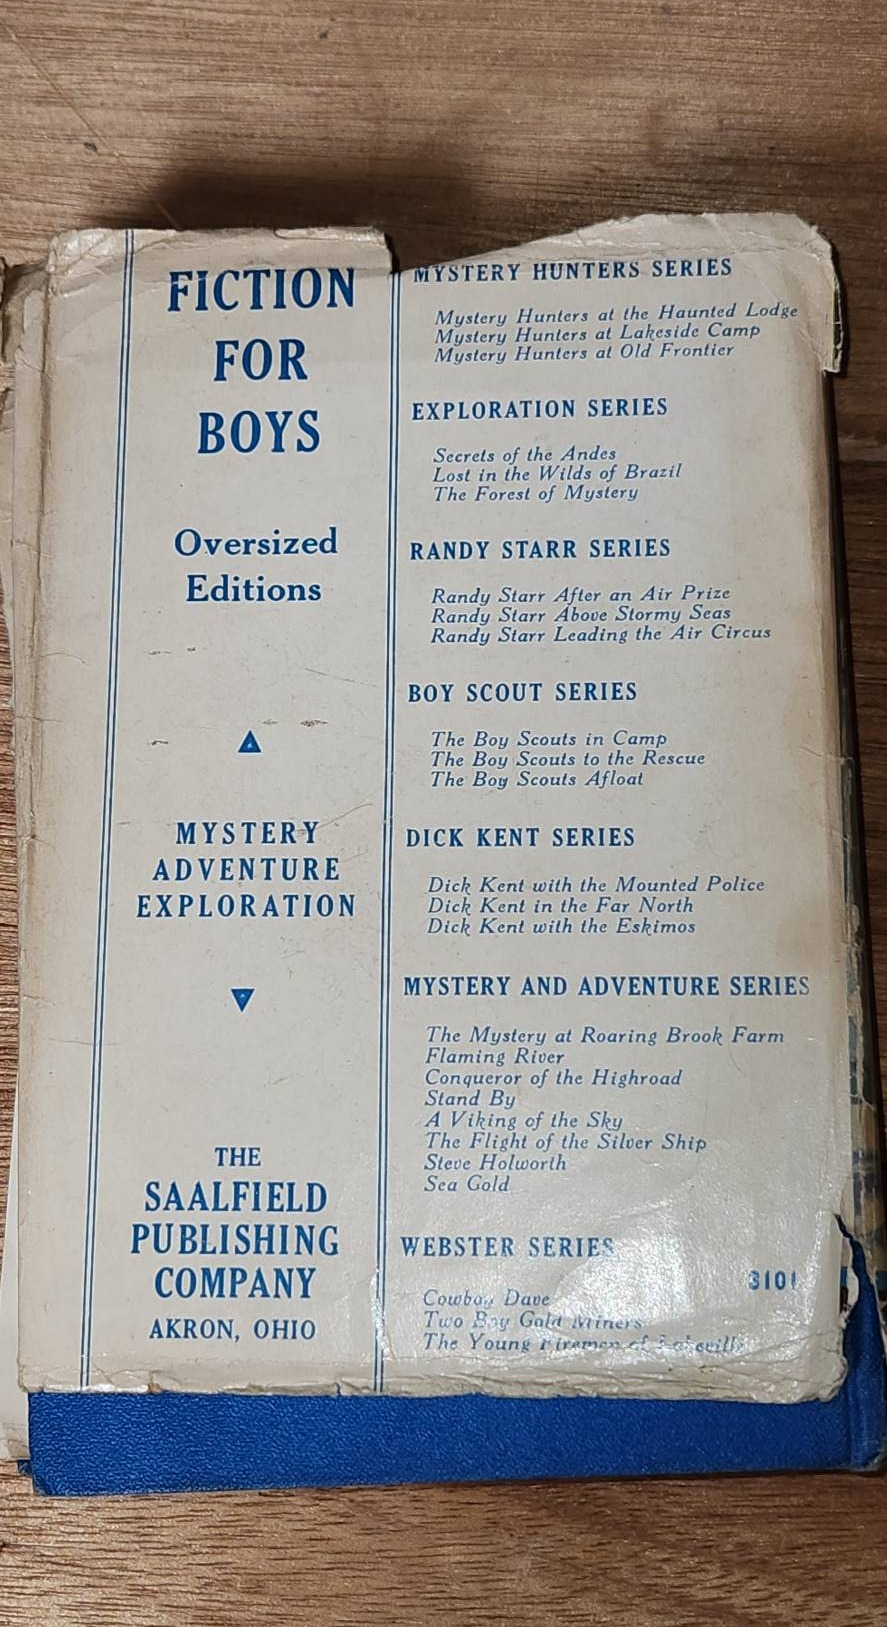 FICTION
FOR
BOYS
Oversized
Editions
MYSTERY
ADVENTURE
EXPLORATION
THE
SAALFIELD
PUBLISHING
COMPANY
AKRON, OHIO
MYSTERY HUNTERS SERIES
Mystery Hunters at the Haunted Lodge
Mystery Hunters at Lakeside Camp
Mystery Hunters at Old Frontier
EXPLORATION SERIES
Secrets of the Andes
Lost in the Wilds of Brazil
The Forest of Mystery
RANDY STARR SERIES
Randy Starr After an Air Prize
Randy Starr Above Stormy Seas
Randy Starr Leading the Air Circus
BOY SCOUT SERIES
The Boy Scouts in Camp
The Boy Scouts to the Rescue
The Boy Scouts Afloat
DICK KENT SERIES
Dick Kent with the Mounted Police
Dick Kent in the Far North
Dick Kent with the Eskimos
MYSTERY AND ADVENTURE SERIES
The Mystery at Roaring Brook Farm
Flaming River
Conqueror of the Highroad
Stand By
A Viking of the Sky
The Flight of the Silver Ship
Steve Holworth
Sea Gold
WEBSTER SERIES
3101
Cowboy Dave
Two Boy Gold Miners
The Young Firemen of Lakeville